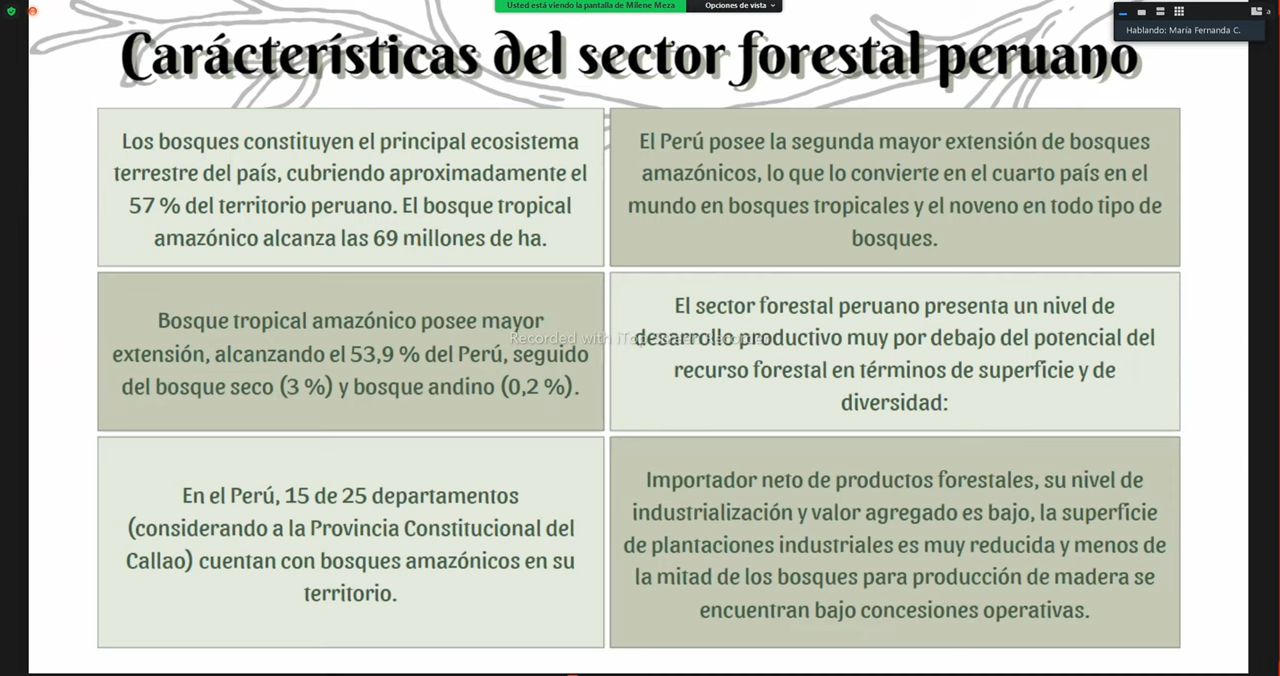 Usted está viendo la pantalla de Milene Meza
Opciones de vista
Hablando: María Fernanda C.
Carácterísticas del sector forestal peruano
Los bosques constituyen el principal ecosistema
terrestre del país, cubriendo aproximadamente el
57 % del territorio peruano. El bosque tropical
amazónico alcanza las 69 millones de ha.
El Perú posee la segunda mayor extensión de bosques
amazónicos, lo que lo convierte en el cuarto país en el
mundo en bosques tropicales y el noveno en todo tipo de
bosques.
Bosque tropical amazónico posee mayor
extensión, alcanzando el 53,9 % del Perú, seguido
del bosque seco (3 %) y bosque andino (0,2 %).
El sector forestal peruano presenta un nivel de
desarrollo productivo muy por debajo del potencial del
recurso forestal en términos de superficie y de
diversidad:
Recorded with iTop Screen Recorder
En el Perú, 15 de 25 departamentos
(considerando a la Provincia Constitucional del
Callao) cuentan con bosques amazónicos en su
territorio.
Importador neto de productos forestales, su nivel de
industrialización y valor agregado es bajo, la superficie
de plantaciones industriales es muy reducida y menos de
la mitad de los bosques para producción de madera se
encuentran bajo concesiones operativas.